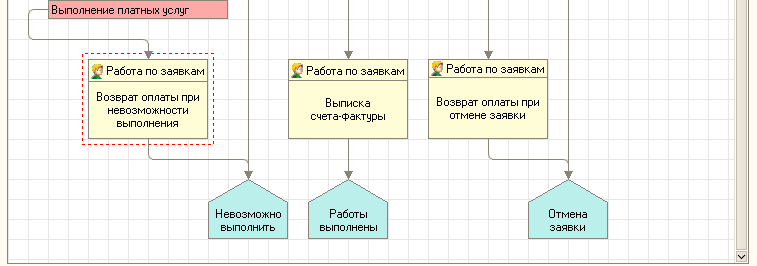 Выполнение платных услуг
Работа по заявкам
Возврат оплаты при
невозможности
выполнения
Работа по заявкам
Выписка
счета-фактуры
Работа по заявкам
Возврат оплаты при
отмене заявки
Невозможно
выполнить
Работы
выполнены
Отмена
заявки